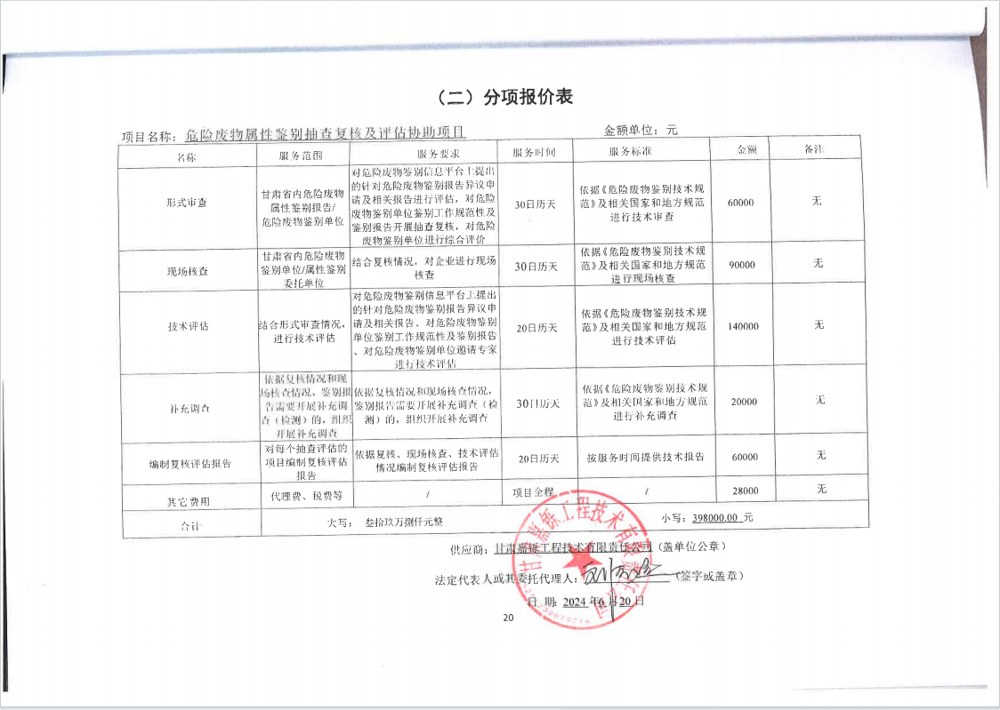 （二）分项报价表
项目名称：危险废物属性鉴别抽查复核及评估协助项目 金额单位：元
名称 服务范围 服务要求 服务时间 服务标准 金额 备注
形式审查
甘肃省内危险废物
属性鉴别报告/
危险废物鉴别单位
对危险废物鉴别信息平台上提出
的针对危险废物鉴别报告异议申
请及相关报告进行评估，对危险
废物鉴别单位鉴别工作规范性及
鉴别报告开展抽查复核，对危险
废物鉴别单位进行综合评价
30日历天
依据《危险废物鉴别技术规
范》及相关国家和地方规范
进行技术审查
60000
无
现场核查
甘肃省内危险废物
鉴别单位/属性鉴别
委托单位
结合复核情况，对企业进行现场
核查
30日历天
依据《危险废物鉴别技术规
范》及相关国家和地方规范
进行现场核查
90000
无
技术评估
结合形式审查情况，
进行技术评估
对危险废物鉴别信息平台上提出
的针对危险废物鉴别报告异议申
请及相关报告、对危险废物鉴别
单位鉴别工作规范性及鉴别报告
、对危险废物鉴别单位邀请专家
进行技术评估
20日历天
依据《危险废物鉴别技术规
范》及相关国家和地方规范
进行技术评估
140000
无
补充调查
依据复核情况和现
场核查情况，鉴别报
告需要开展补充调
查（检测）的，组织
开展补充调查
依据复核情况和现场核查情况，
鉴别报告需要开展补充调查（检
测）的，组织开展补充调查
30日历天
依据《危险废物鉴别技术规
范》及相关国家和地方规范
进行补充调查
20000
无
编制复核评估报告
对每个抽查评估的
项目编制复核评估
报告
依据复核、现场核查、技术评估
情况编制复核评估报告
20日历天
按服务时间提供技术报告
60000
无
其它费用
代理费、税费等
/
项目全程
/
28000
无
合计
大写： 叁拾玖万捌仟元整
小写：398000.00 元
供应商：甘肃嘉铄工程技术有限责任公司（盖单位公章）
法定代表人或其委托代理人： （签字或盖章）
日 期：2024 年6 月20 日
甘肃嘉铄工程技术有限责任公司
20